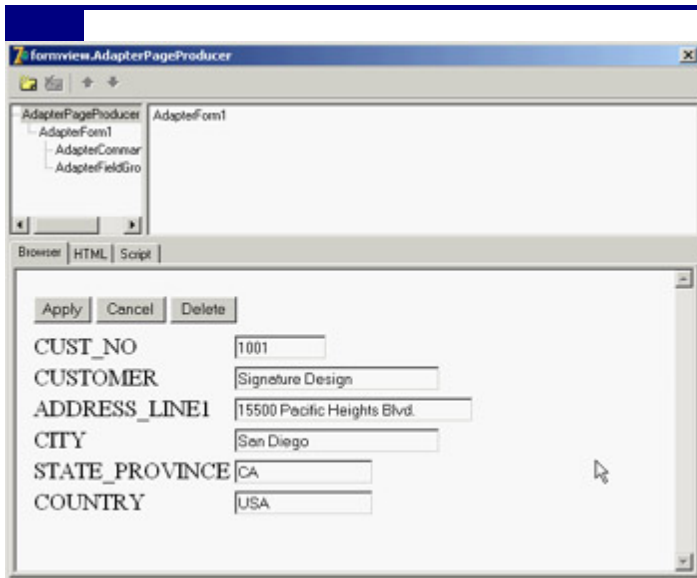 formview.AdapterPageProducer
AdapterPageProducer AdapterForm1
AdapterForm1
AdapterCommar
AdapterFieldGro
Browser HTML Script
Apply Cancel Delete
CUST_NO 1001
CUSTOMER Signature Design
ADDRESS_LINE1 15500 Pacific Heights Blvd.
CITY San Diego
STATE_PROVINCE CA
COUNTRY USA